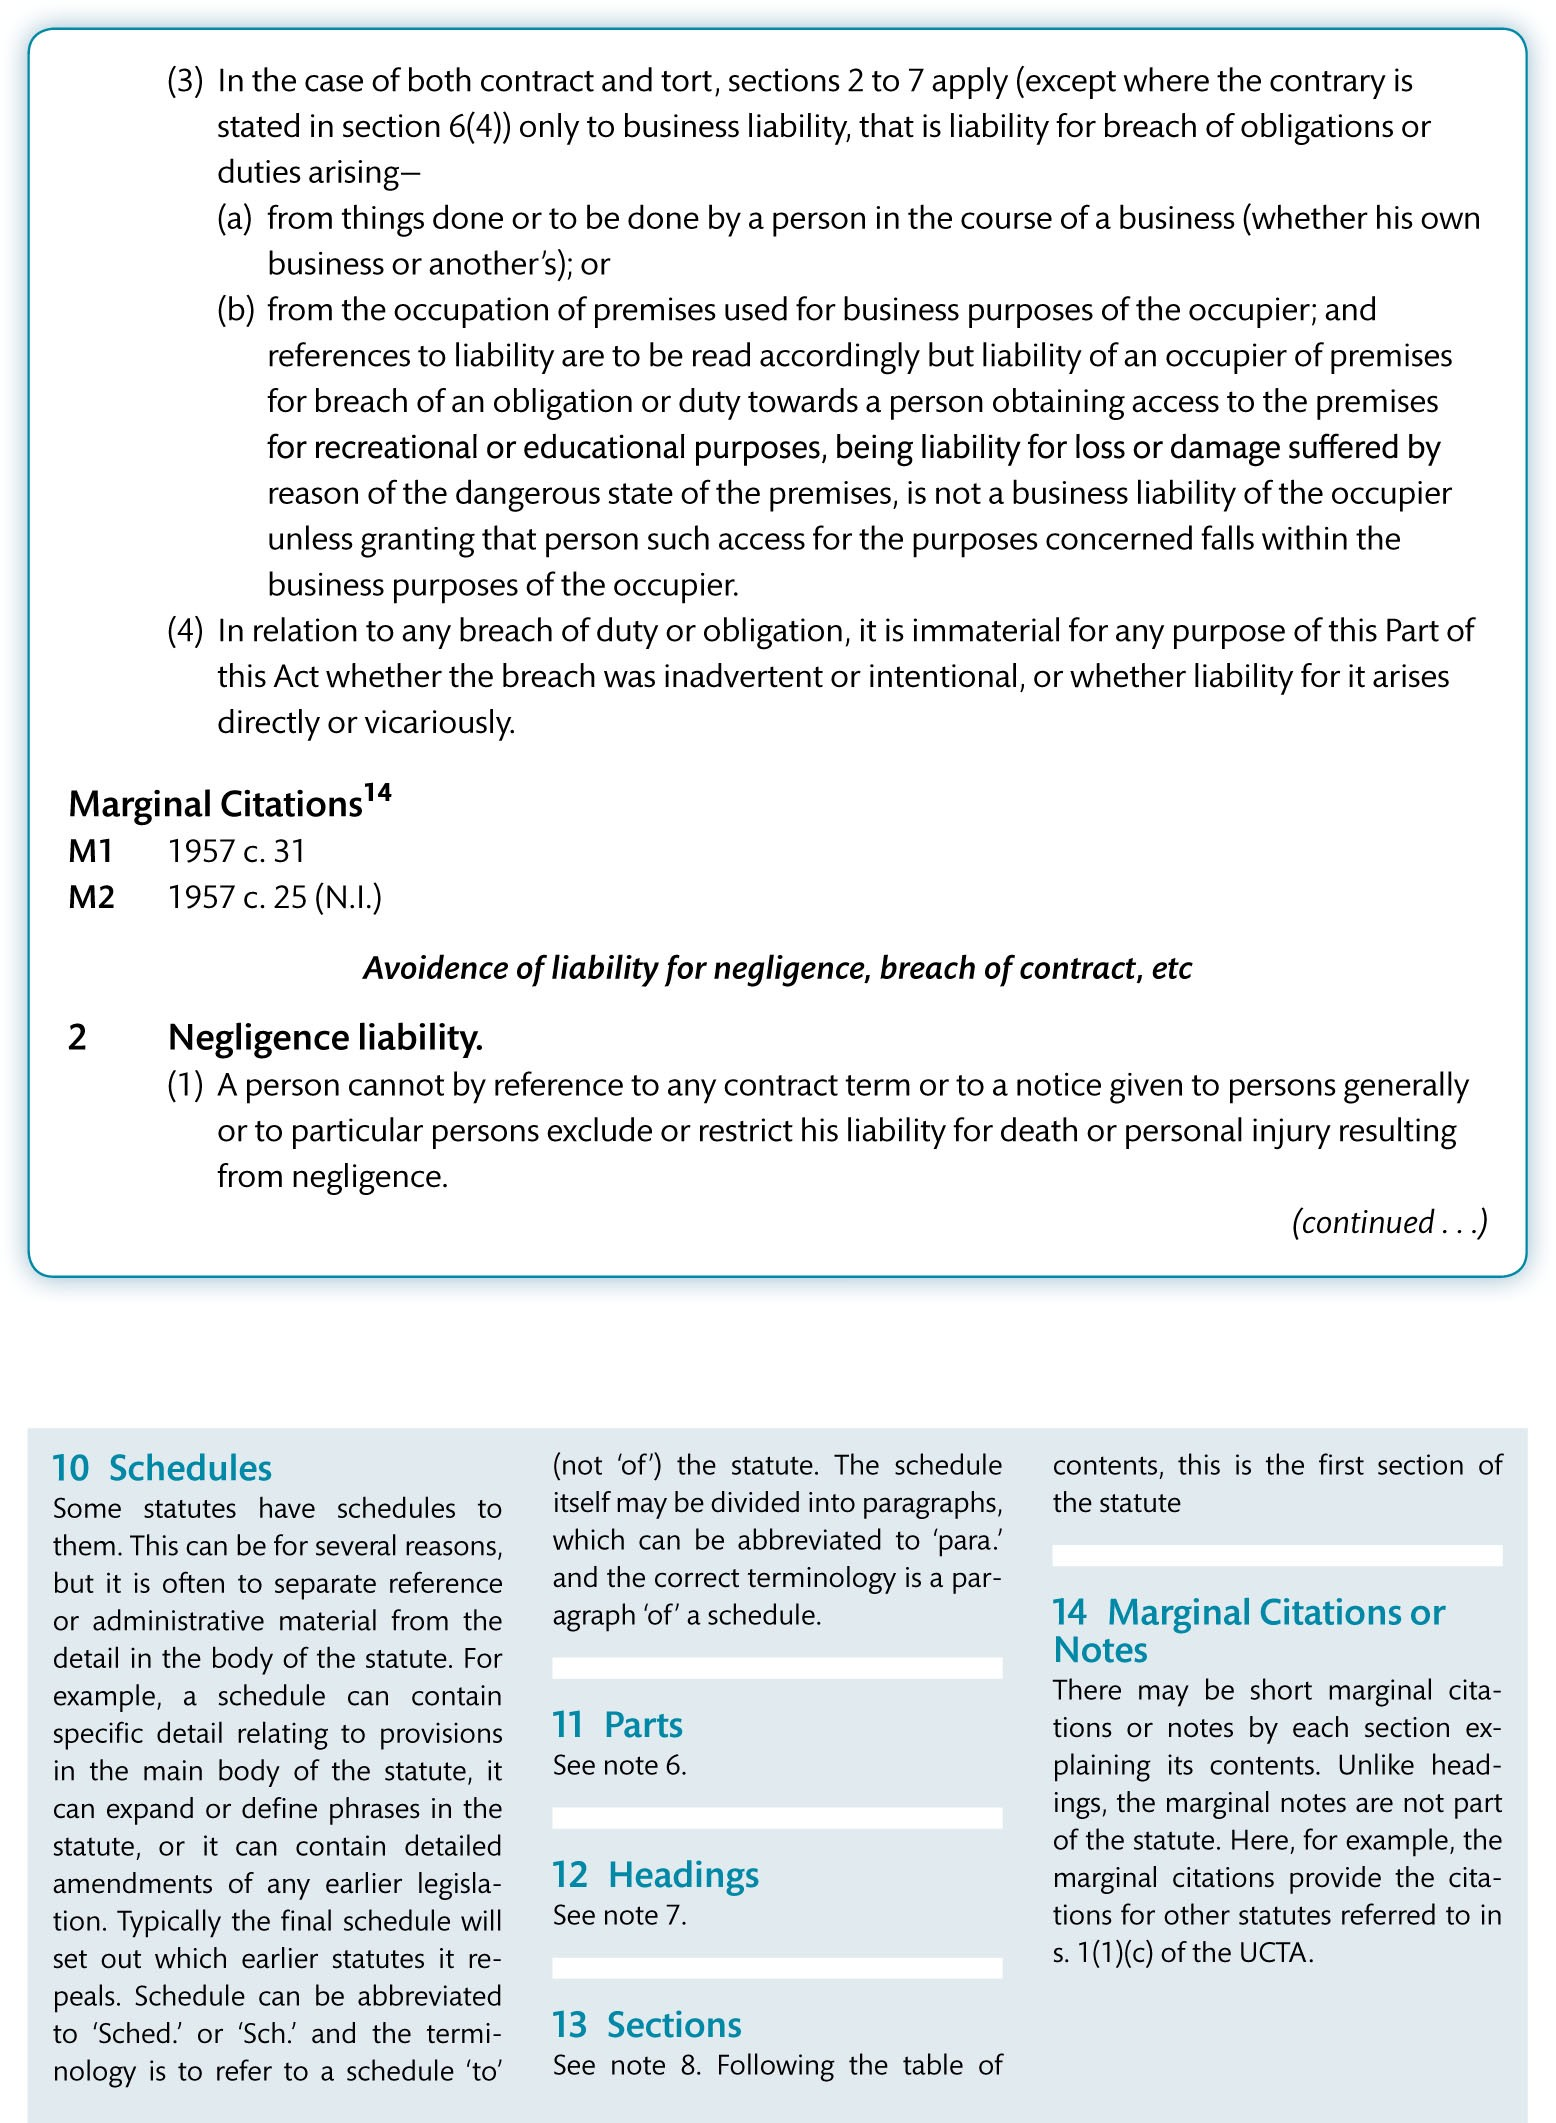 (3) In the case of both contract and tort, sections 2 to 7 apply (except where the contrary is
stated in section 6(4)) only to business liability, that is liability for breach of obligations or
duties arising—
(a) from things done or to be done by a person in the course of a business (whether his own
business or another’s); or
(b) from the occupation of premises used for business purposes of the occupier; and
references to liability are to be read accordingly but liability of an occupier of premises
for breach of an obligation or duty towards a person obtaining access to the premises
for recreational or educational purposes, being liability for loss or damage suffered by
reason of the dangerous state of the premises, is not a business liability of the occupier
unless granting that person such access for the purposes concerned falls within the
business purposes of the occupier.
(4) In relation to any breach of duty or obligation, it is immaterial for any purpose of this Part of
this Act whether the breach was inadvertent or intentional, or whether liability for it arises
directly or vicariously.
Marginal Citations14
M1 1957 c. 31
M2 1957 c. 25 (N.I.)
Avoidence of liability for negligence, breach of contract, etc
2 Negligence liability.
(1) A person cannot by reference to any contract term or to a notice given to persons generally
or to particular persons exclude or restrict his liability for death or personal injury resulting
from negligence.
(continued . . .)
10 Schedules
Some statutes have schedules to
them. This can be for several reasons,
but it is often to separate reference
or administrative material from the
detail in the body of the statute. For
example, a schedule can contain
specific detail relating to provisions
in the main body of the statute, it
can expand or define phrases in the
statute, or it can contain detailed
amendments of any earlier legisla-
tion. Typically the final schedule will
set out which earlier statutes it re-
peals. Schedule can be abbreviated
to ‘Sched.’ or ‘Sch.’ and the termi-
nology is to refer to a schedule ‘to’
(not ‘of’) the statute. The schedule
itself may be divided into paragraphs,
which can be abbreviated to ‘para.’
and the correct terminology is a par-
agraph ‘of’ a schedule.
11 Parts
See note 6.
12 Headings
See note 7.
13 Sections
See note 8. Following the table of
contents, this is the first section of
the statute
14 Marginal Citations or
Notes
There may be short marginal cita-
tions or notes by each section ex-
plaining its contents. Unlike head-
ings, the marginal notes are not part
of the statute. Here, for example, the
marginal citations provide the cita-
tions for other statutes referred to in
s. 1(1)(c) of the UCTA.